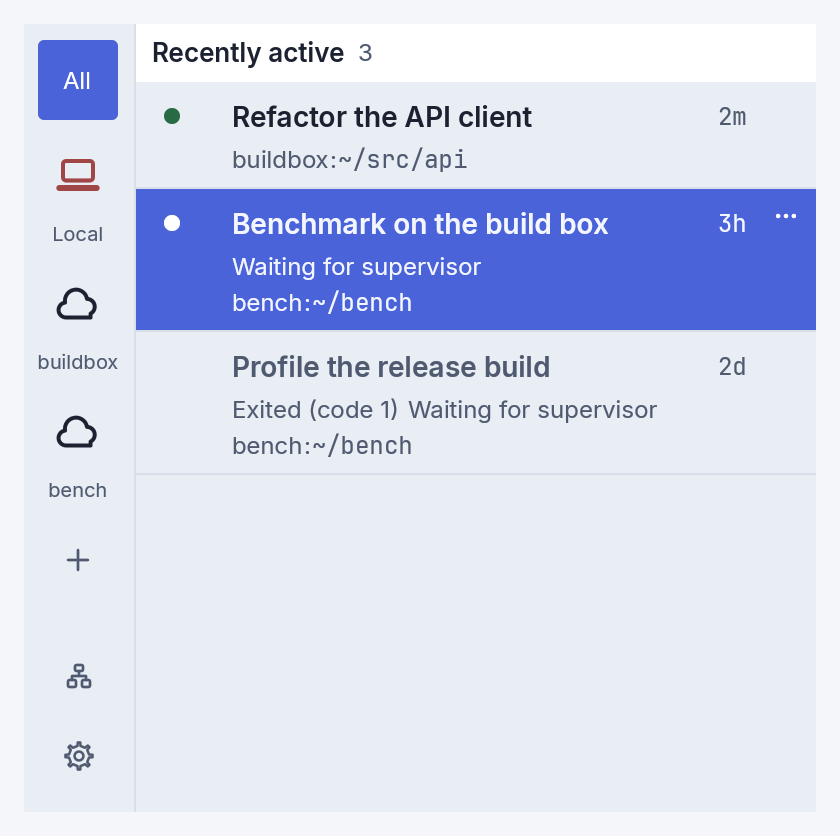 All
Local
buildbox
bench
Recently active 3
Refactor the API client 2m
buildbox:~/src/api
Benchmark on the build box 3h ···
Waiting for supervisor
bench:~/bench
Profile the release build 2d
Exited (code 1) Waiting for supervisor
bench:~/bench